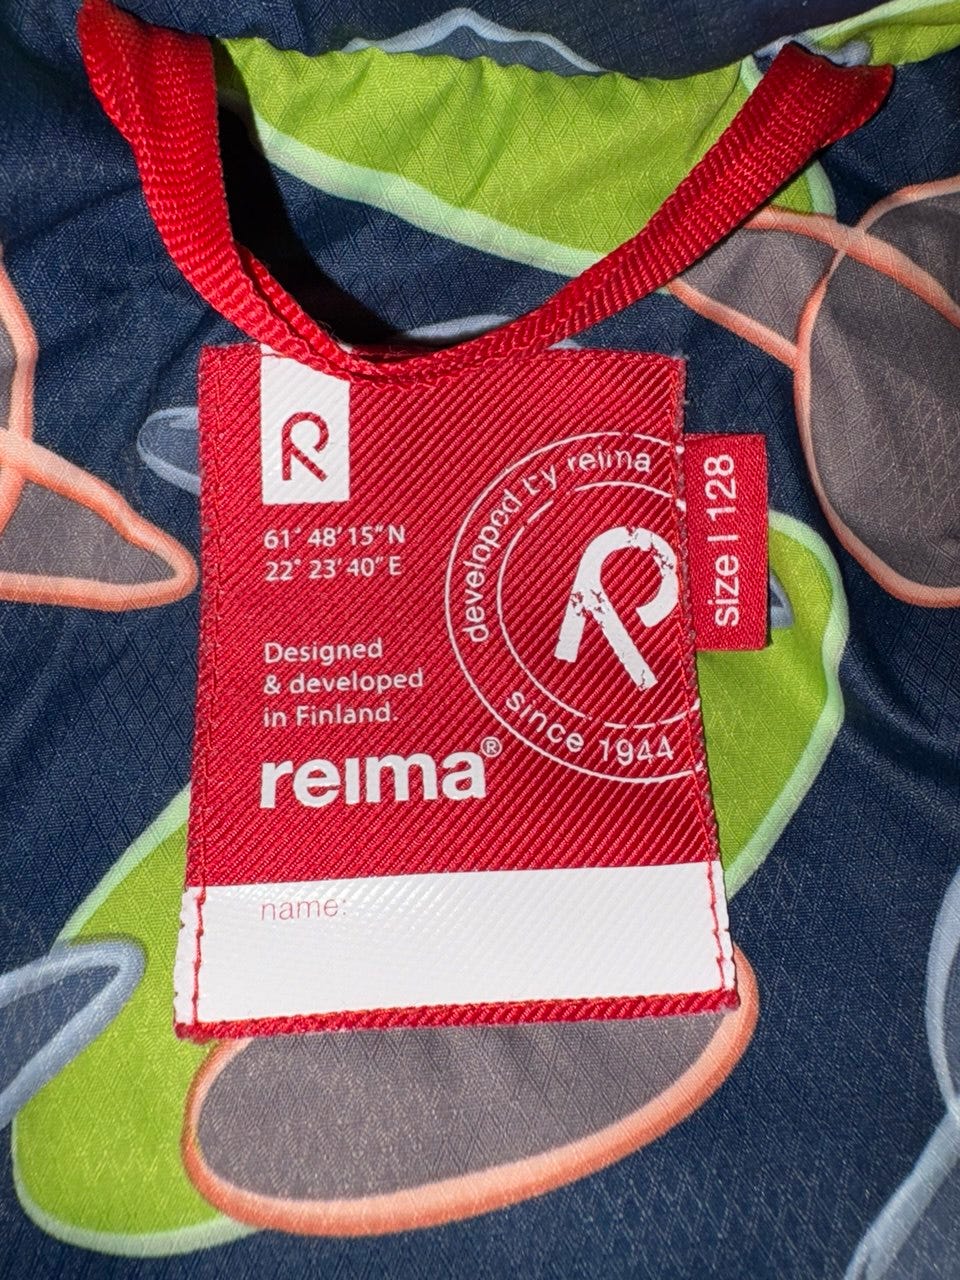 R
61° 48' 15" N
22° 23' 40" E
Designed
& developed
in Finland.
reima®
developed by reima
R
since 1944
size | 128
name: